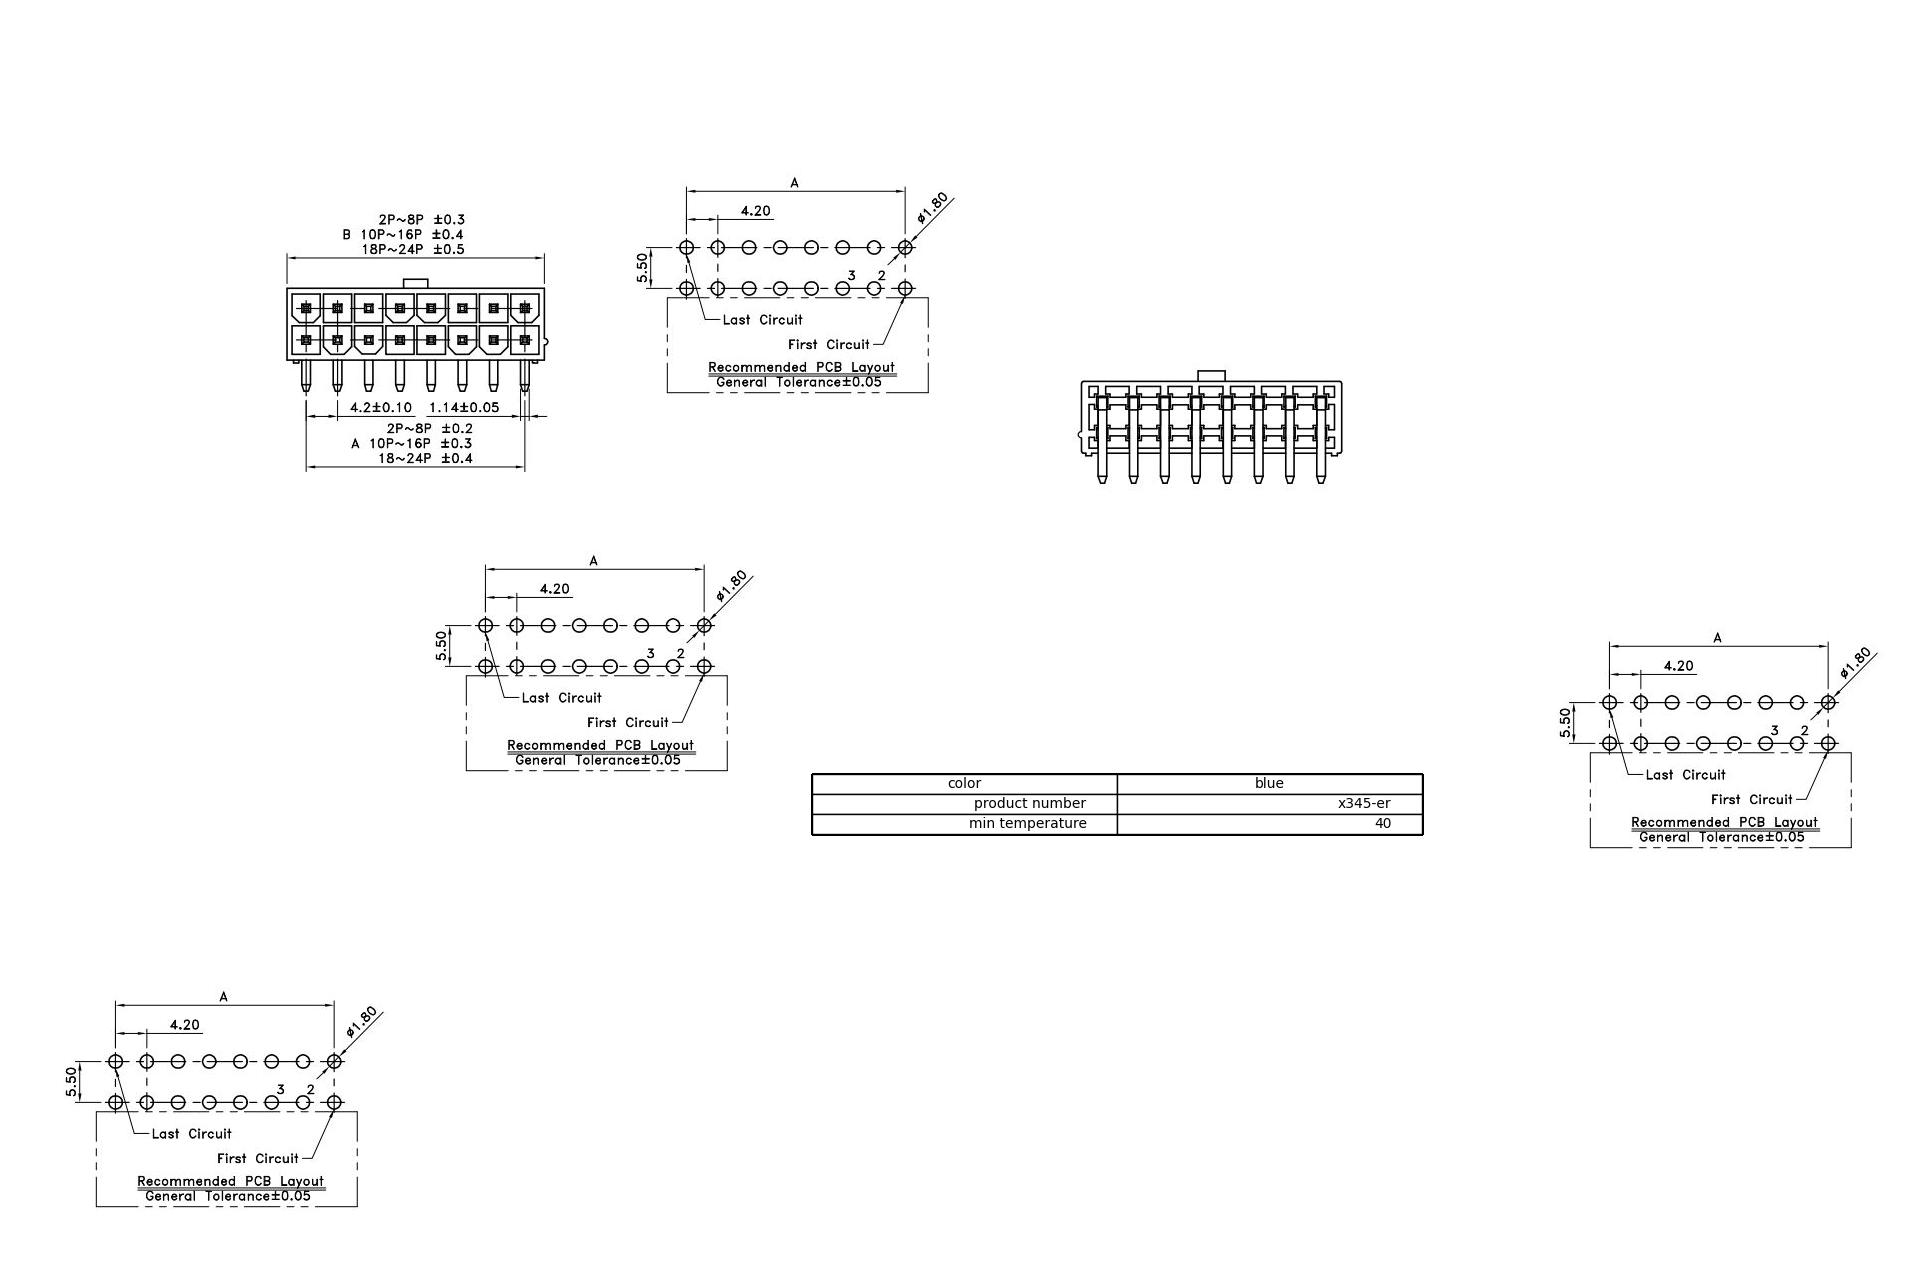 2P~8P ±0.3
B 10P~16P ±0.4
18P~24P ±0.5
4.2±0.10 1.14±0.05
2P~8P ±0.2
A 10P~16P ±0.3
18~24P ±0.4
A
4.20
ø1.80
5.50
3 2
Last Circuit
First Circuit
Recommended PCB Layout
General Tolerance±0.05
A
4.20
ø1.80
5.50
3 2
Last Circuit
First Circuit
Recommended PCB Layout
General Tolerance±0.05
A
4.20
ø1.80
5.50
3 2
Last Circuit
First Circuit
Recommended PCB Layout
General Tolerance±0.05
color blue
product number x345-er
min temperature 40
A
4.20
ø1.80
5.50
3 2
Last Circuit
First Circuit
Recommended PCB Layout
General Tolerance±0.05